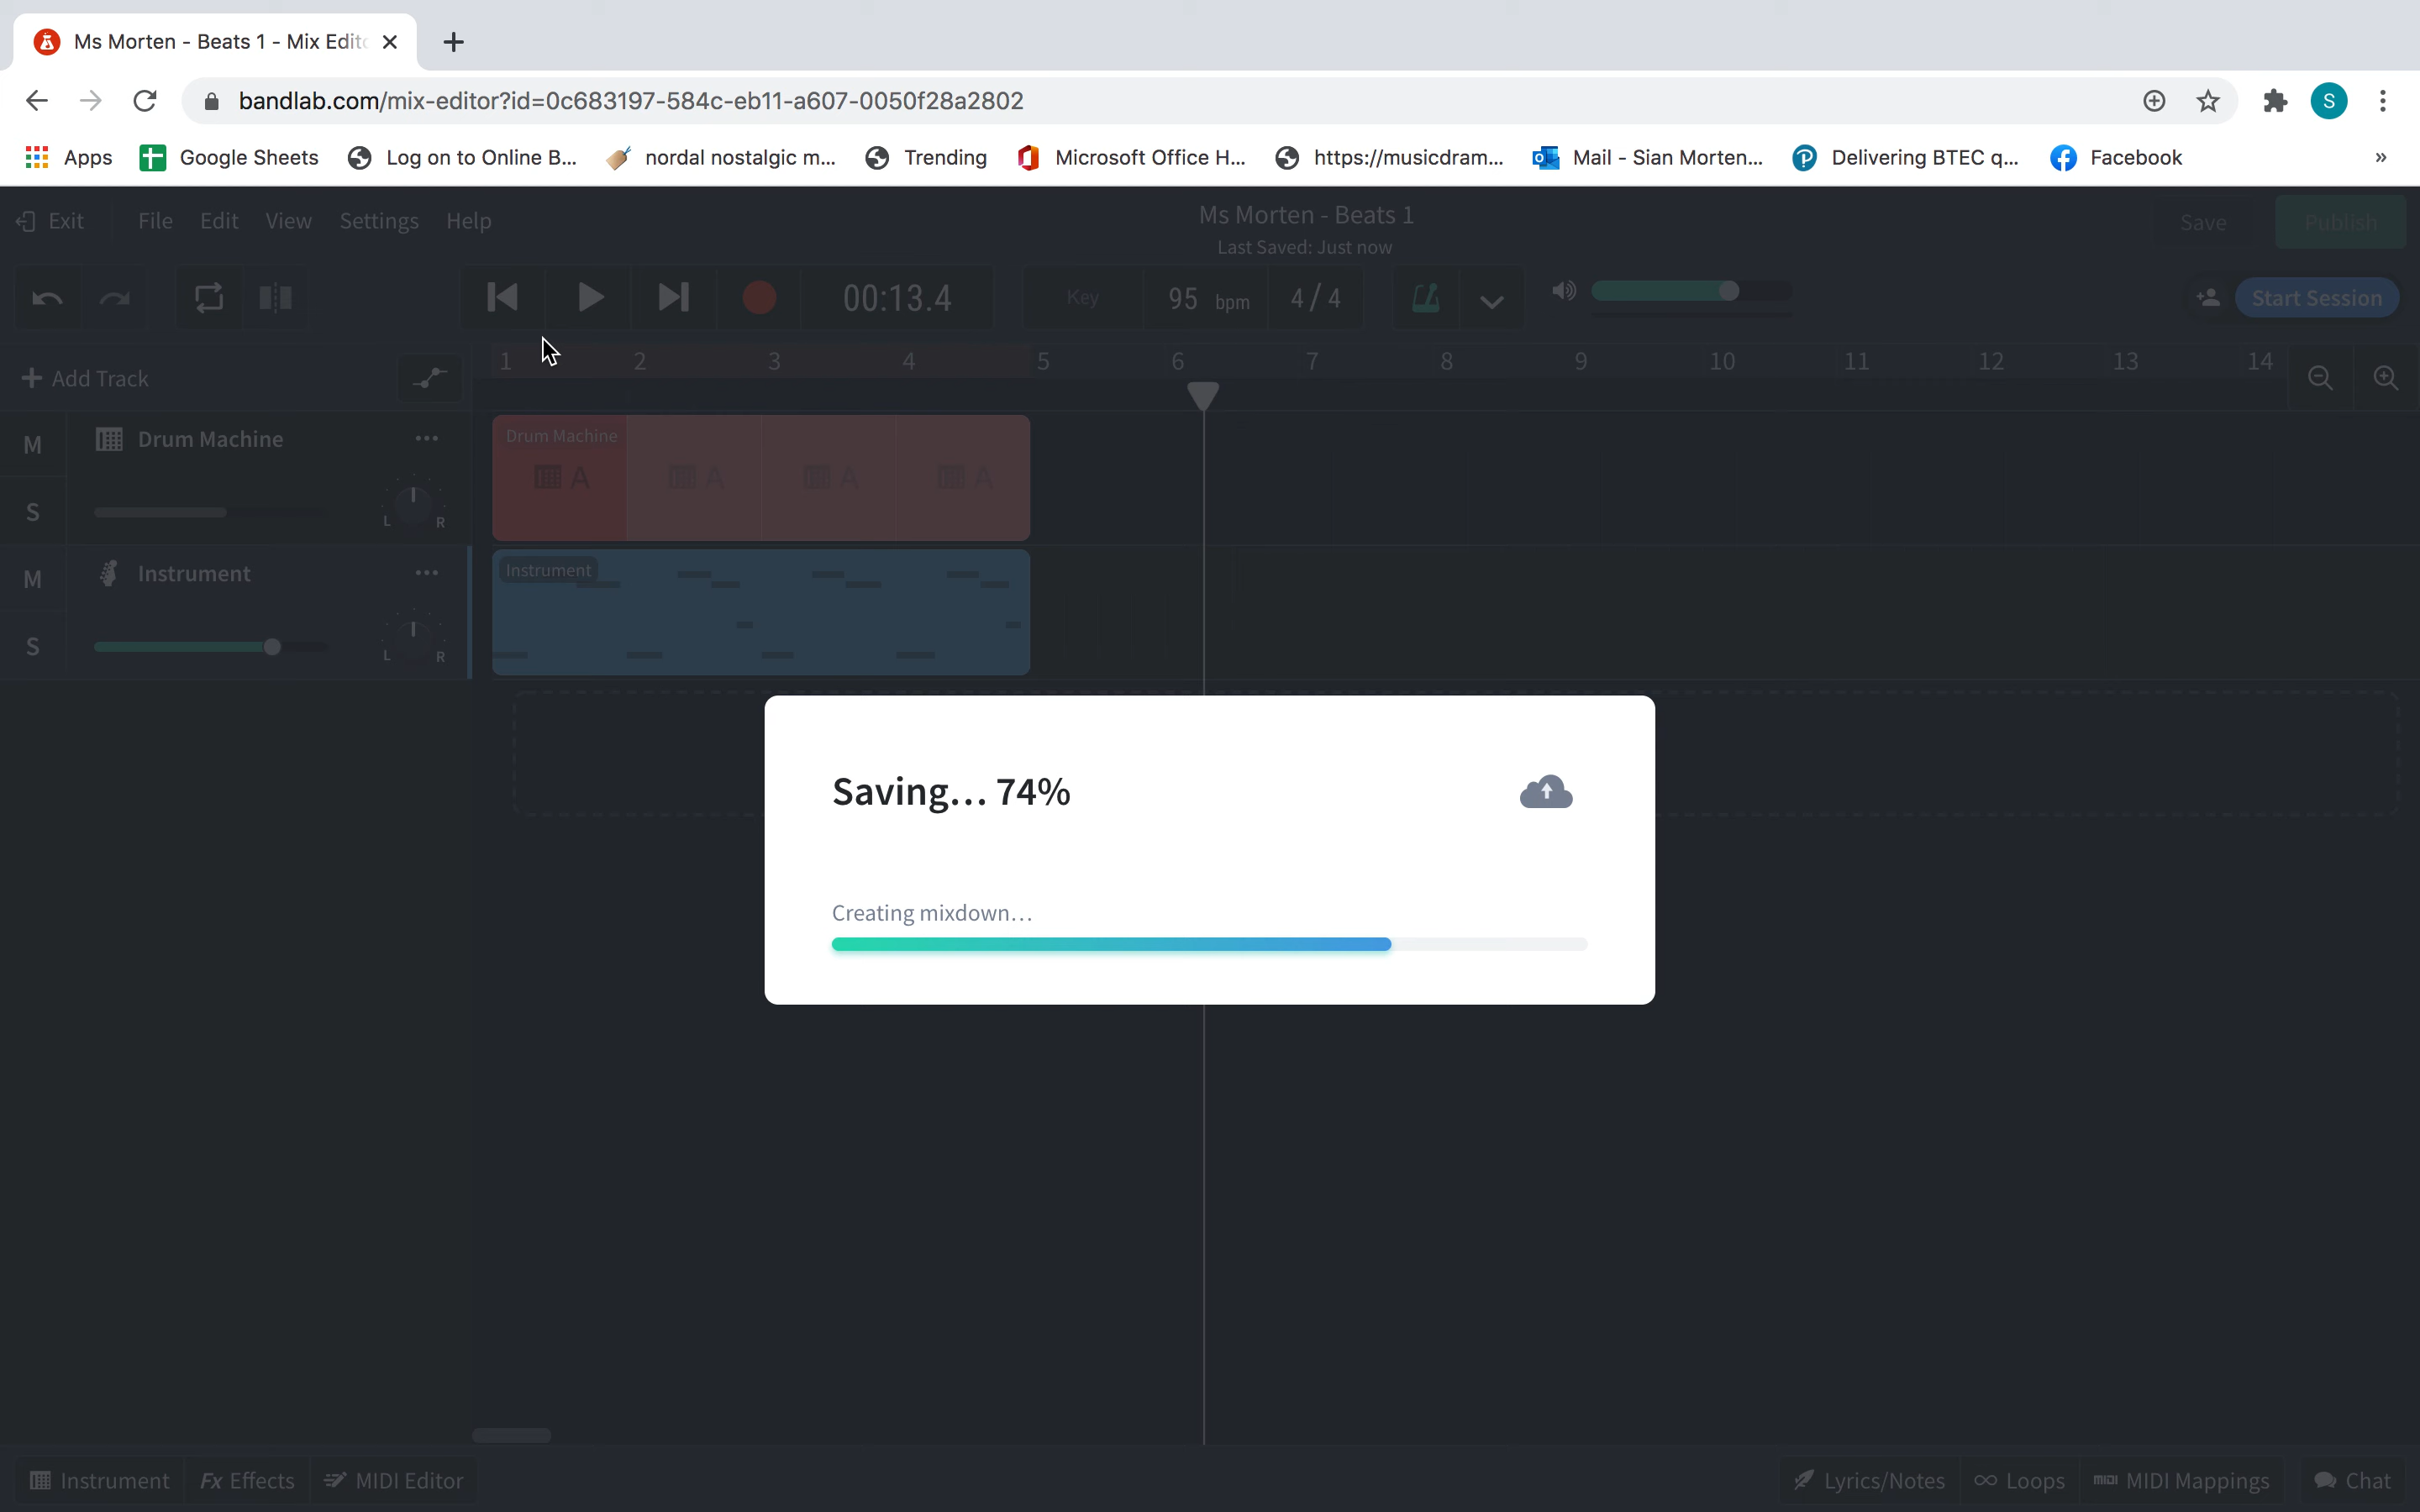 Ms Morten - Beats 1 - Mix Edit
bandlab.com/mix-editor?id=0c683197-584c-eb11-a607-0050f28a2802
S
Apps Google Sheets Log on to Online B... nordal nostalgic m... Trending Microsoft Office H... https://musicdram... Mail - Sian Morten... Delivering BTEC q... Facebook »
Exit File Edit View Settings Help
Ms Morten - Beats 1
Last Saved: Just now
Save Publish
00:13.4 Key 95 bpm 4/4 Start Session
+ Add Track
1 2 3 4 5 6 7 8 9 10 11 12 13 14
M Drum Machine ...
S L R
Drum Machine
A A A A
M Instrument ...
S L R
Instrument
Saving... 74%
Creating mixdown...
Instrument Fx Effects MIDI Editor Lyrics/Notes Loops MIDI MIDI Mappings Chat